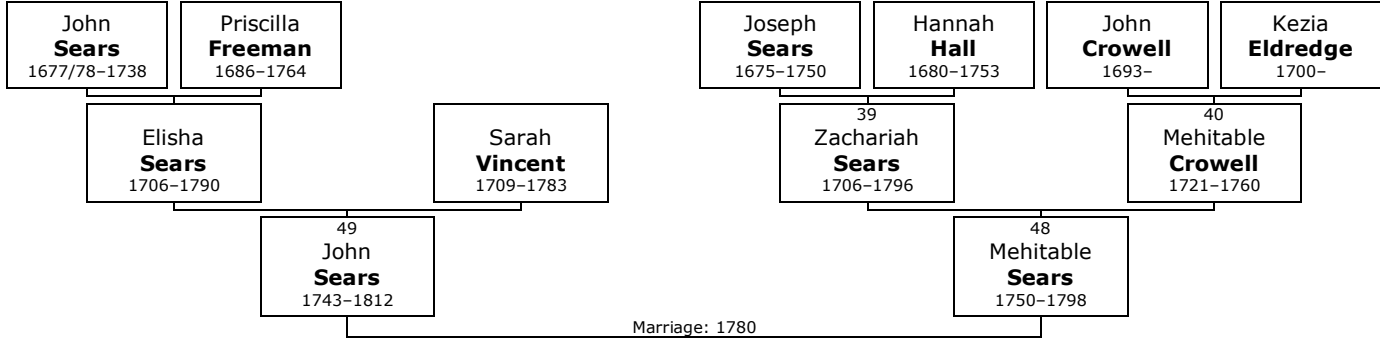 John
Sears
1677/78–1738
Priscilla
Freeman
1686–1764
Joseph
Sears
1675–1750
Hannah
Hall
1680–1753
John
Crowell
1693–
Kezia
Eldredge
1700–
Elisha
Sears
1706–1790
Sarah
Vincent
1709–1783
39
Zachariah
Sears
1706–1796
40
Mehitable
Crowell
1721–1760
49
John
Sears
1743–1812
48
Mehitable
Sears
1750–1798
Marriage: 1780